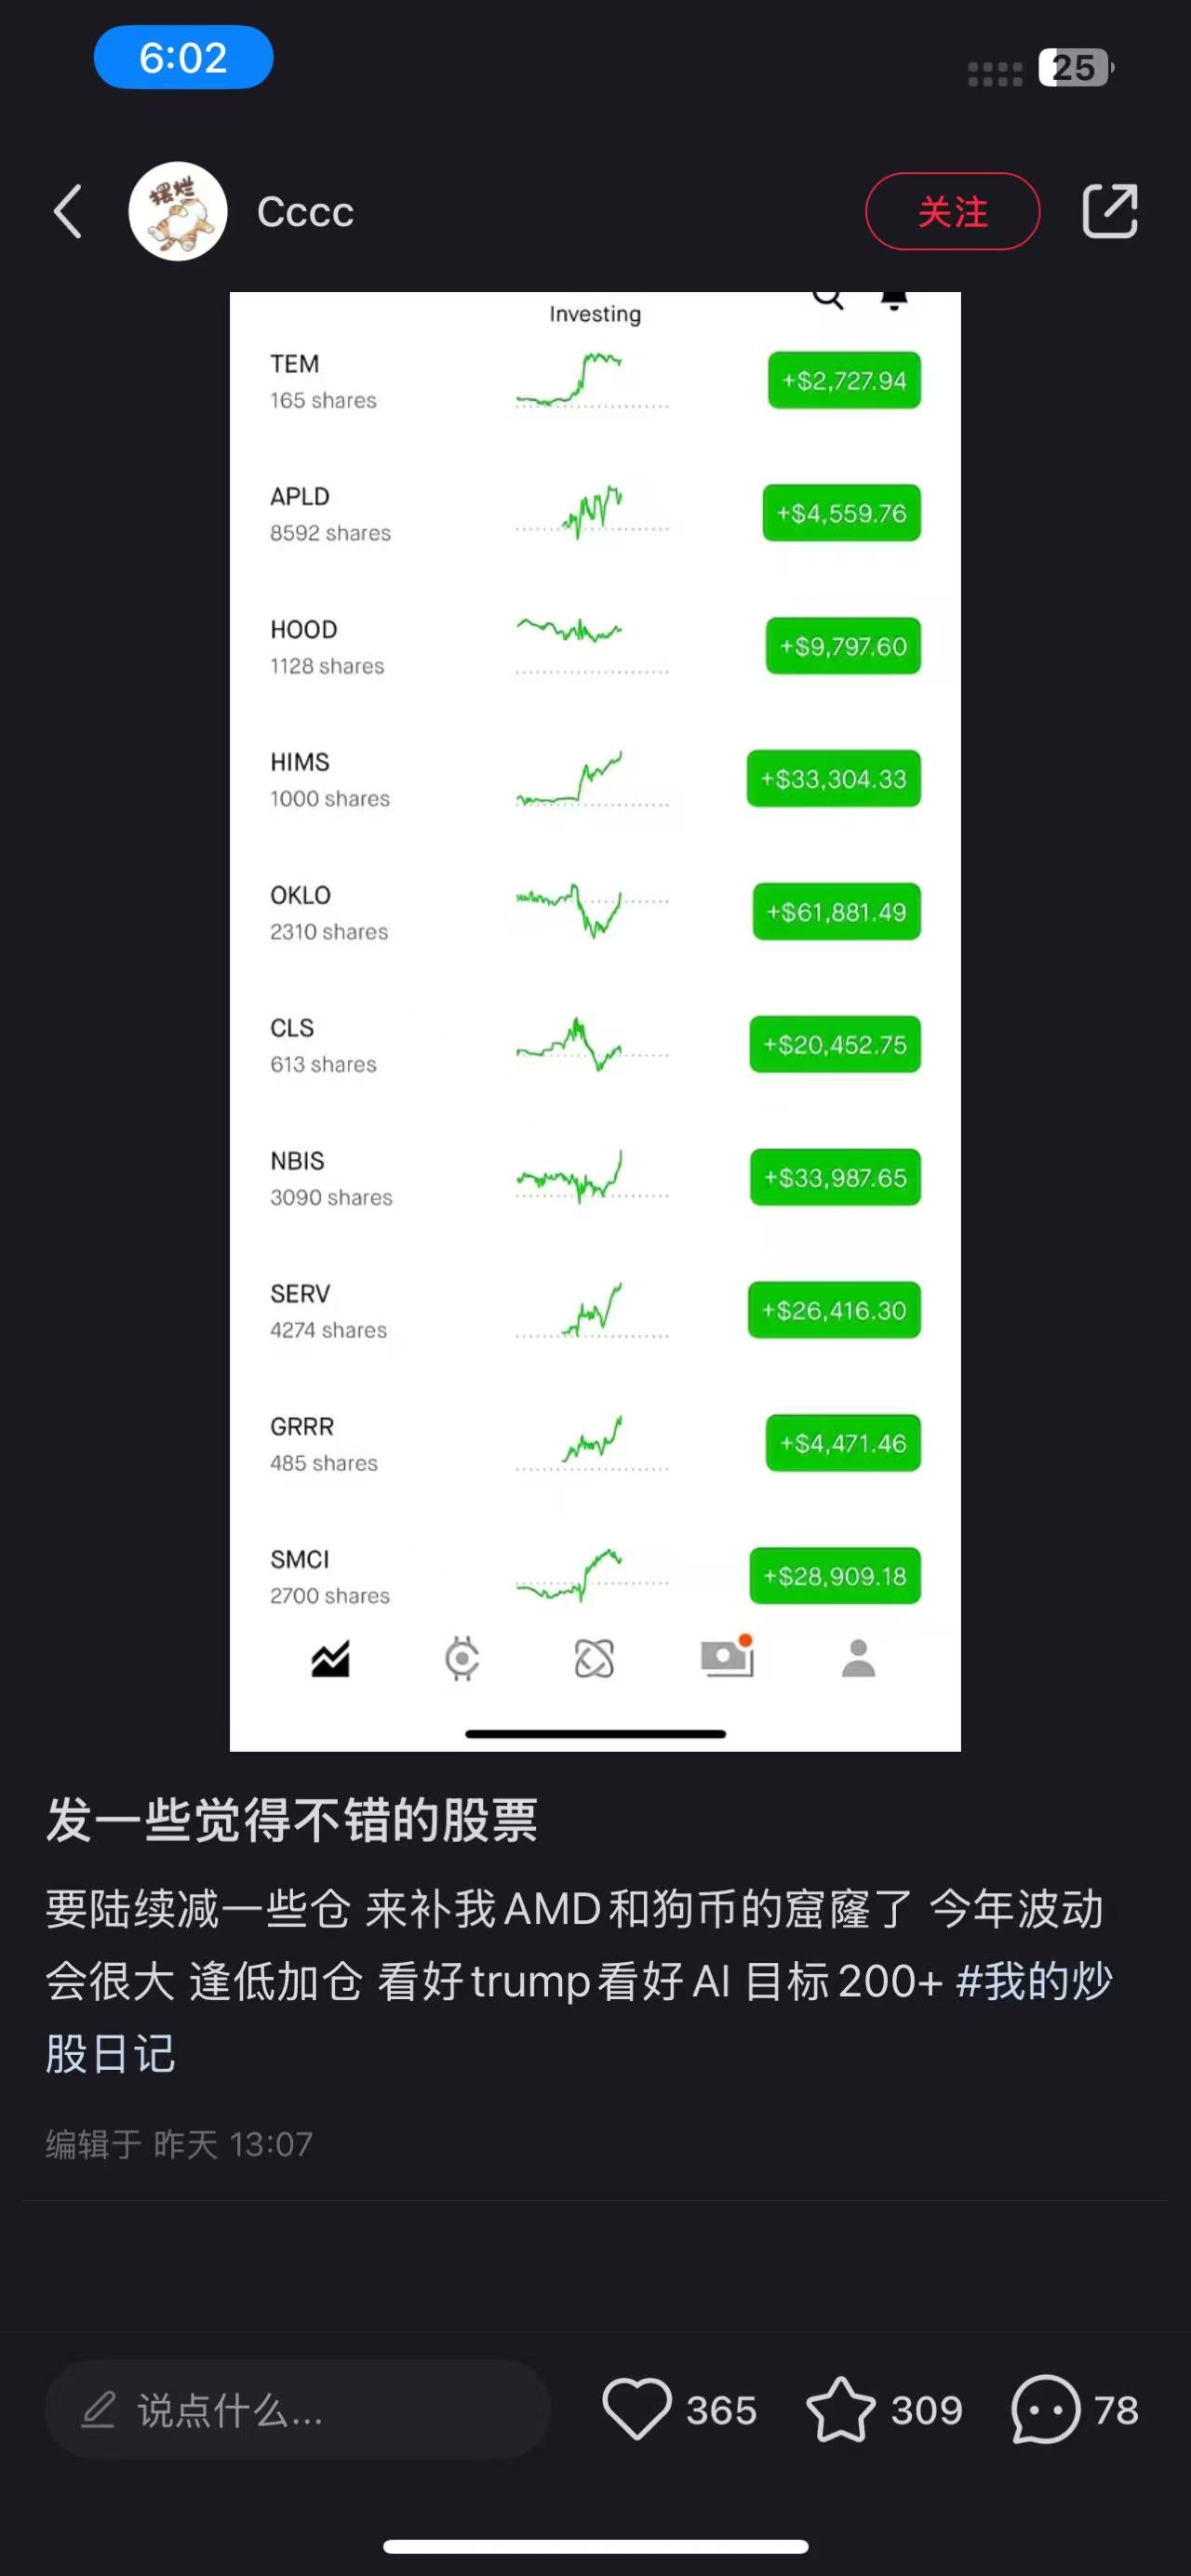 6:02
25
摆烂
Cccc
关注
Investing
TEM
165 shares
+$2,727.94
APLD
8592 shares
+$4,559.76
HOOD
1128 shares
+$9,797.60
HIMS
1000 shares
+$33,304.33
OKLO
2310 shares
+$61,881.49
CLS
613 shares
+$20,452.75
NBIS
3090 shares
+$33,987.65
SERV
4274 shares
+$26,416.30
GRRR
485 shares
+$4,471.46
SMCI
2700 shares
+$28,909.18
发一些觉得不错的股票
要陆续减一些仓 来补我AMD和狗币的窟窿了 今年波动
会很大 逢低加仓 看好trump看好AI 目标200+ #我的炒
股日记
编辑于 昨天 13:07
说点什么...
365
309
78